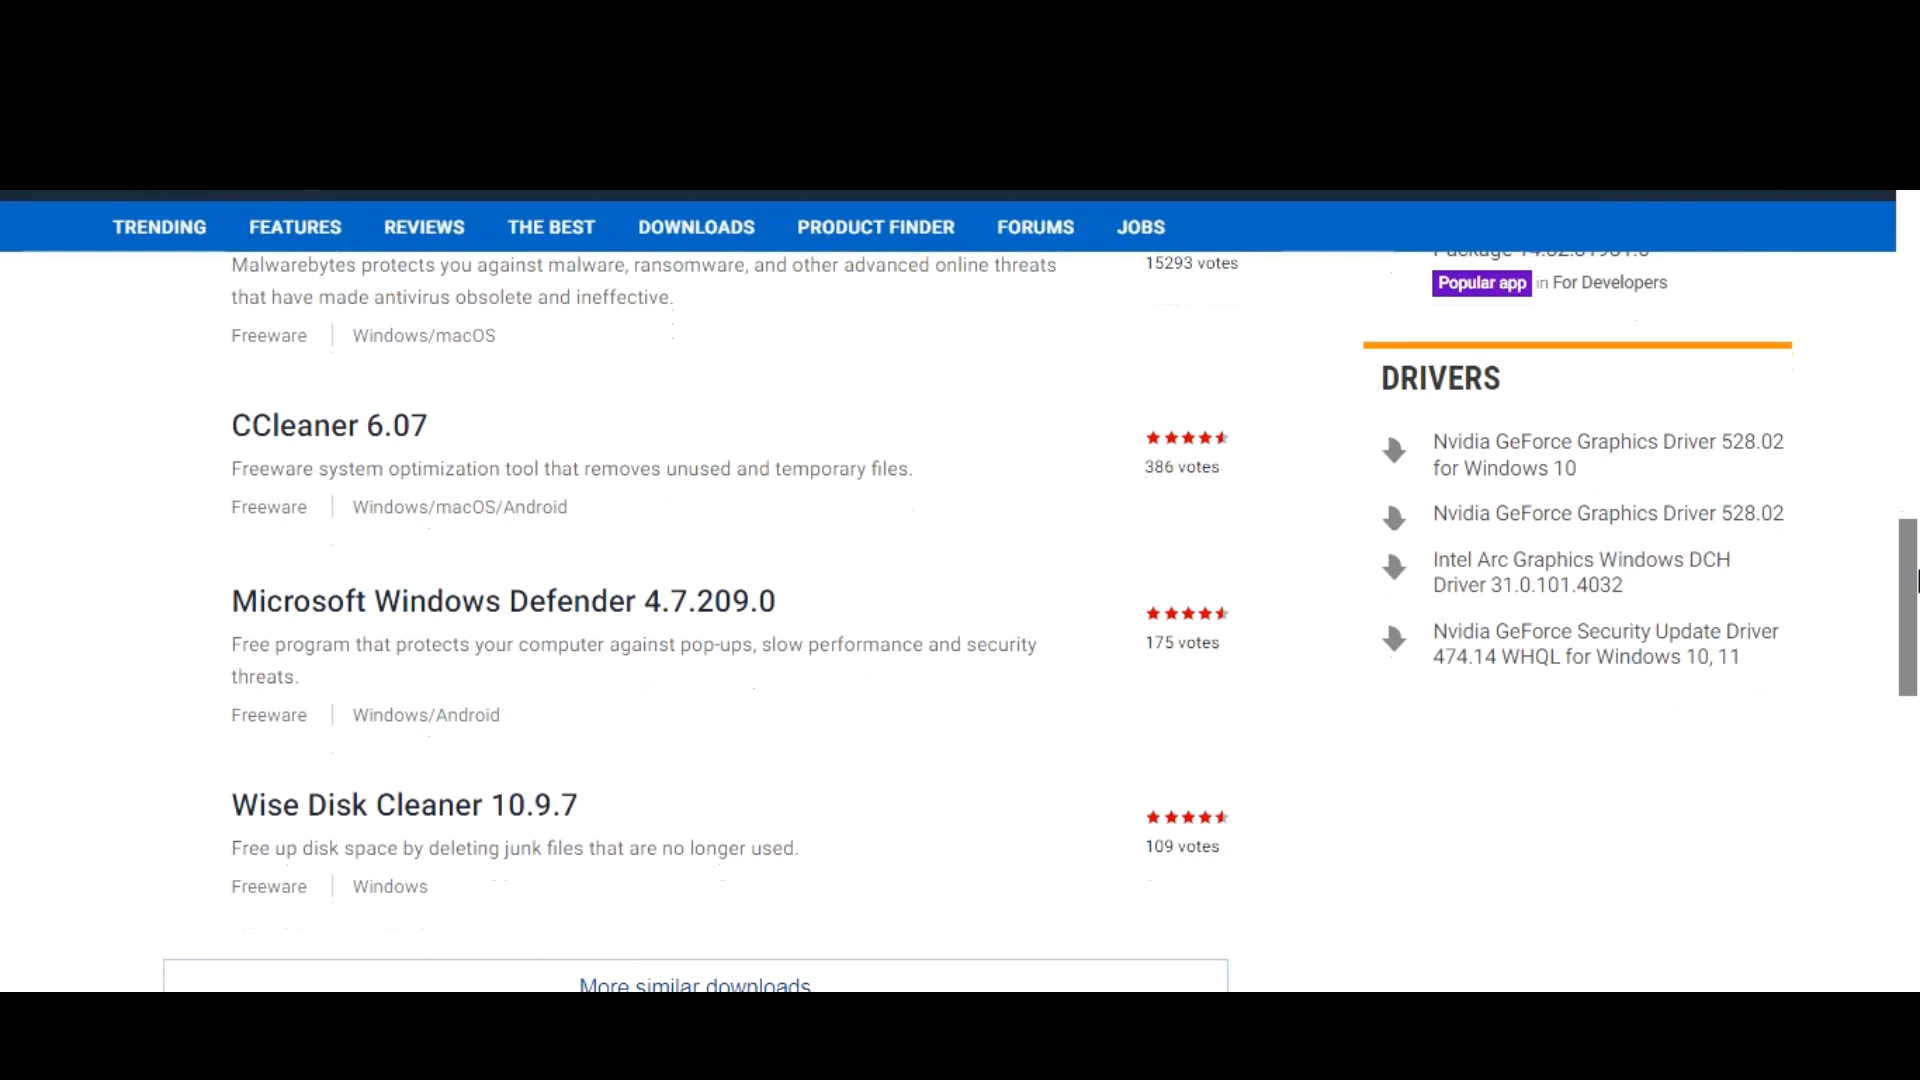 TRENDING FEATURES REVIEWS THE BEST DOWNLOADS PRODUCT FINDER FORUMS JOBS
Malwarebytes protects you against malware, ransomware, and other advanced online threats
that have made antivirus obsolete and ineffective.
Freeware Windows/macOS
15293 votes
CCleaner 6.07
Freeware system optimization tool that removes unused and temporary files.
Freeware Windows/macOS/Android
386 votes
Microsoft Windows Defender 4.7.209.0
Free program that protects your computer against pop-ups, slow performance and security
threats.
Freeware Windows/Android
175 votes
Wise Disk Cleaner 10.9.7
Free up disk space by deleting junk files that are no longer used.
Freeware Windows
109 votes
More similar downloads
Package
Popular app in For Developers
DRIVERS
Nvidia GeForce Graphics Driver 528.02
for Windows 10
Nvidia GeForce Graphics Driver 528.02
Intel Arc Graphics Windows DCH
Driver 31.0.101.4032
Nvidia GeForce Security Update Driver
474.14 WHQL for Windows 10, 11